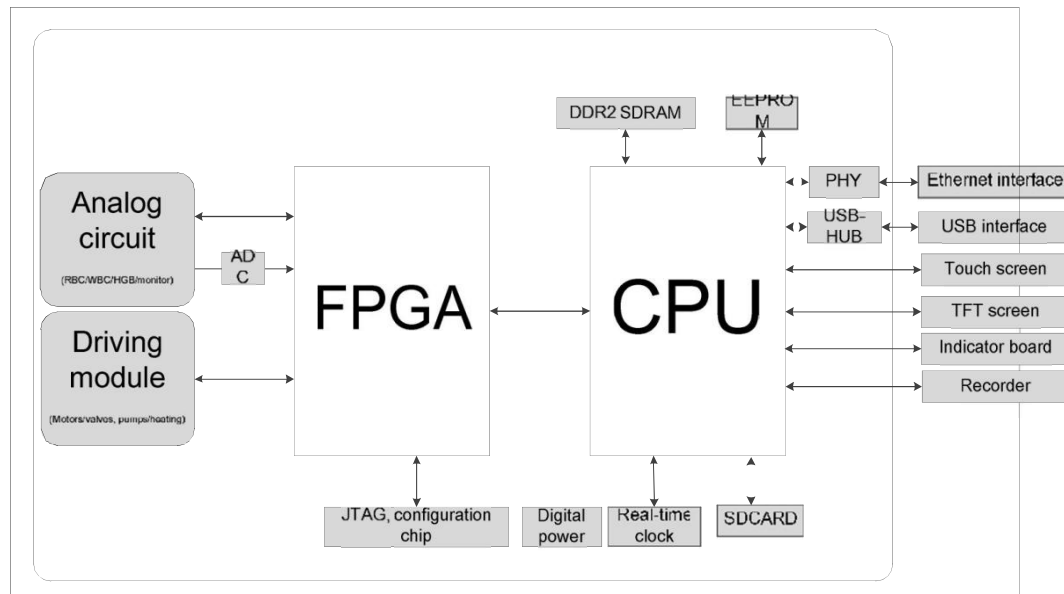 DDR2 SDRAM
EEPRO
M
Analog
circuit
(RBC/WBC/HGB/monitor)
AD
C
Driving
module
(Motors/valves, pumps/heating)
FPGA
CPU
PHY
Ethernet interface
USB-
HUB
USB interface
Touch screen
TFT screen
Indicator board
Recorder
JTAG, configuration
chip
Digital
power
Real-time
clock
SDCARD